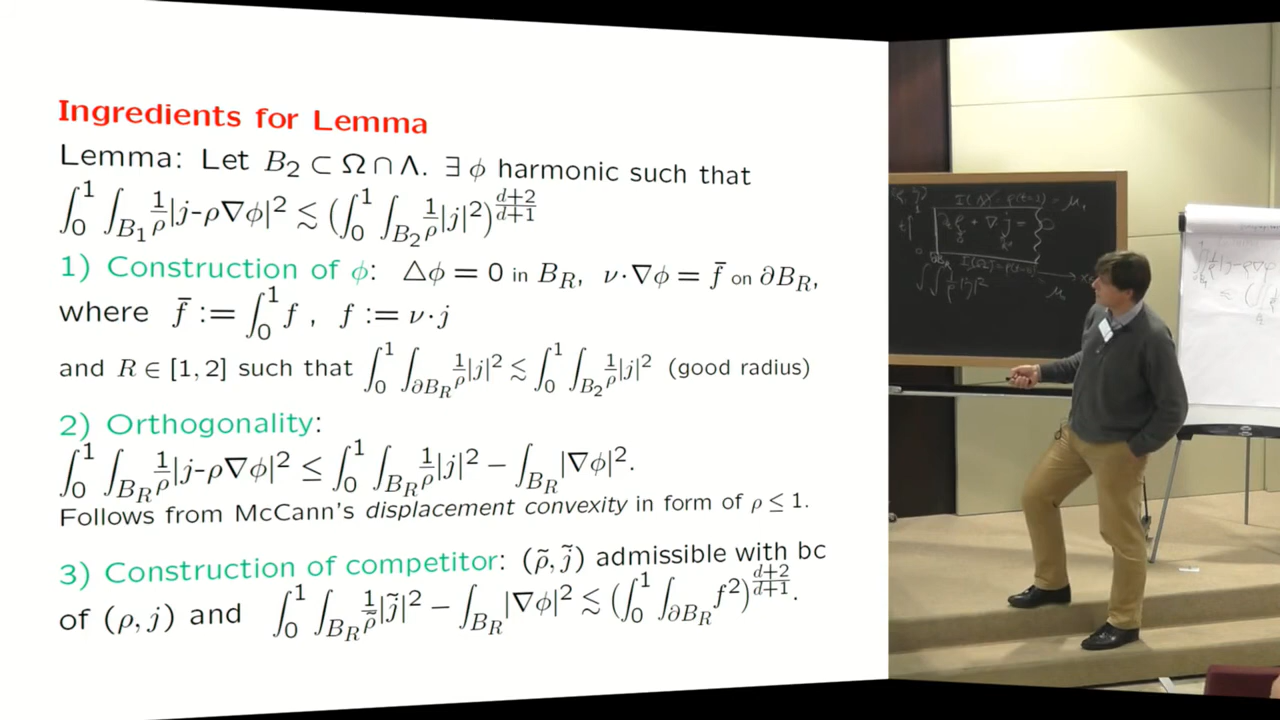 Ingredients for Lemma
Lemma: Let B₂ ⊂ Ω ∩ Λ. ∃ ϕ harmonic such that
∫₀¹ ∫_{B₁} 1/ρ |j-ρ∇ϕ|² ≲ (∫₀¹ ∫_{B₂} 1/ρ |j|²)^{d+2/d+1}
1) Construction of ϕ: △ϕ = 0 in B_R, ν·∇ϕ = f̄ on ∂B_R,
where f̄ := ∫₀¹ f , f := ν·j
and R ∈ [1, 2] such that ∫₀¹ ∫_{∂B_R} 1/ρ |j|² ≲ ∫₀¹ ∫_{B₂} 1/ρ |j|² (good radius)
2) Orthogonality:
∫₀¹ ∫_{B_R} 1/ρ |j-ρ∇ϕ|² ≤ ∫₀¹ ∫_{B_R} 1/ρ |j|² − ∫_{B_R} |∇ϕ|².
Follows from McCann's displacement convexity in form of ρ ≤ 1.
3) Construction of competitor: (ρ̃, j̃) admissible with bc
of (ρ, j) and ∫₀¹ ∫_{B_R} 1/ρ̃ |j̃|² − ∫_{B_R} |∇ϕ|² ≲ (∫₀¹ ∫_{∂B_R} f²)^{d+2/d+1}.